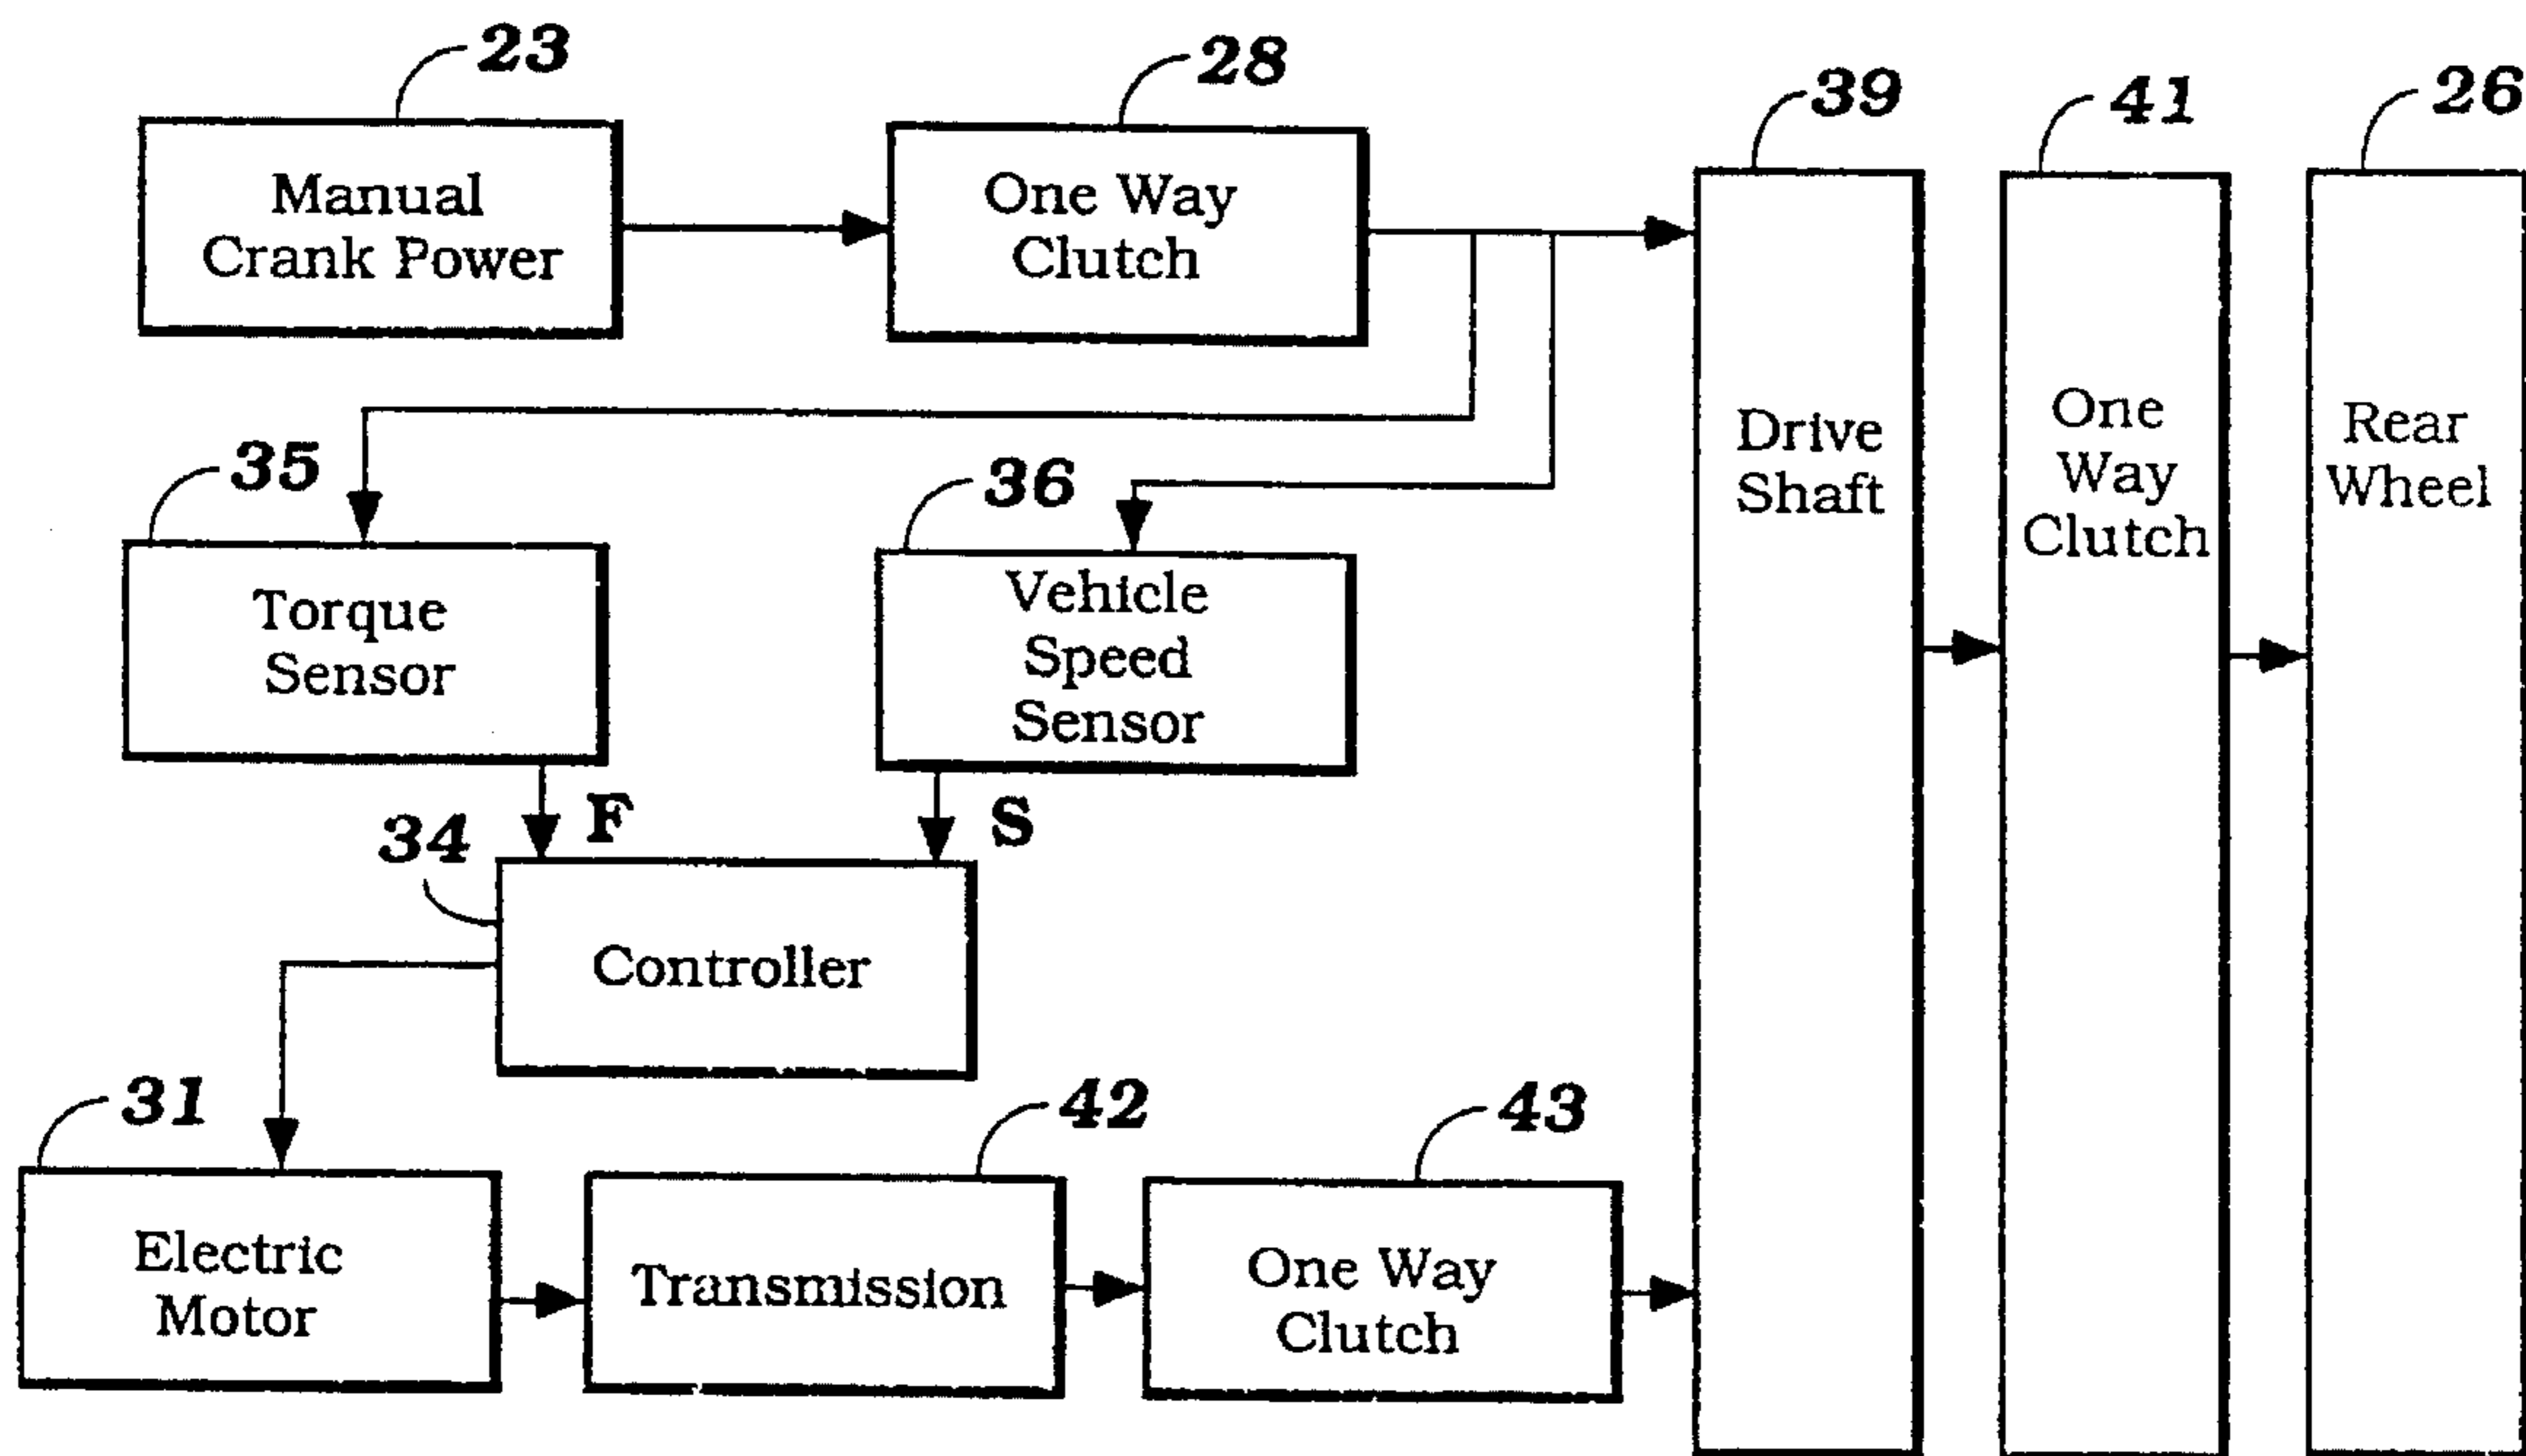 23
Manual
Crank Power
28
One Way
Clutch
39
Drive
Shaft
41
One
Way
Clutch
26
Rear
Wheel
35
Torque
Sensor
36
Vehicle
Speed
Sensor
F
S
34
Controller
31
Electric
Motor
42
Transmission
43
One Way
Clutch